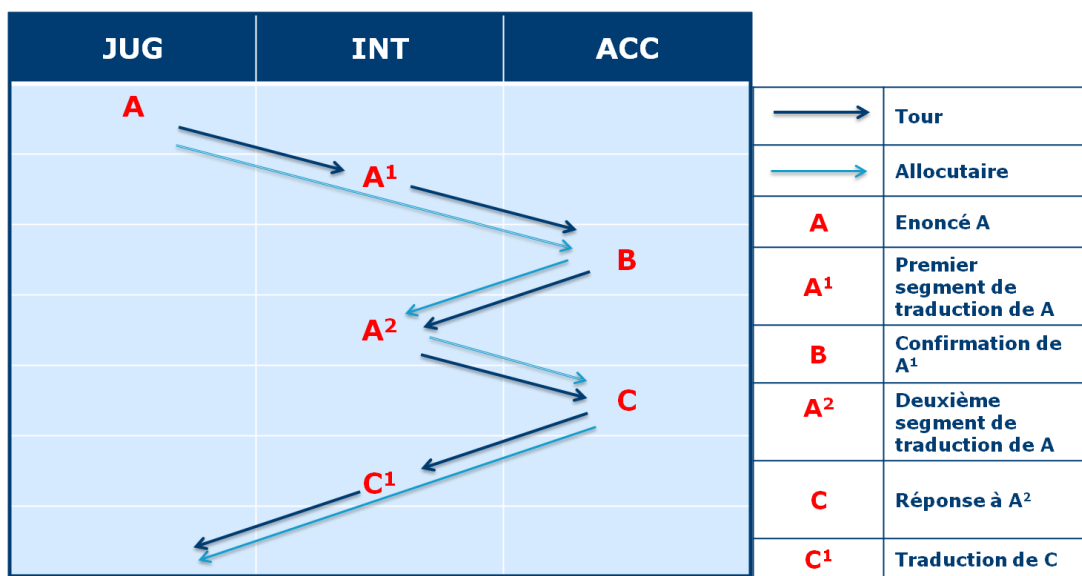 JUG INT ACC
A
A¹
B
A²
C
C¹
Tour
Allocutaire
A Enoncé A
A¹ Premier
segment de
traduction de A
B Confirmation de
A¹
A² Deuxième
segment de
traduction de A
C Réponse à A²
C¹ Traduction de C